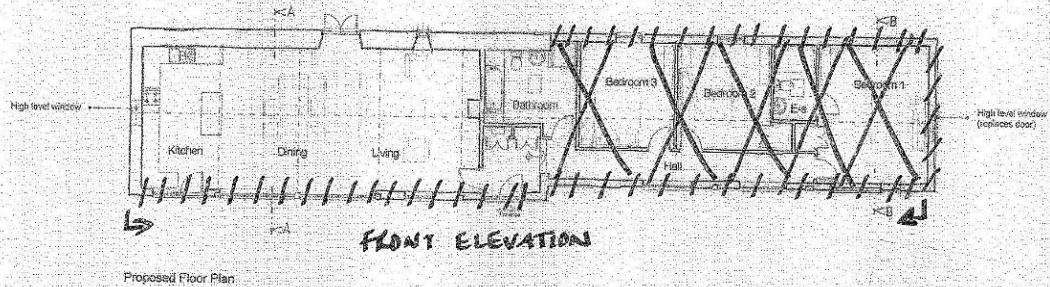 A
B
High level window
Kitchen
Dining
Living
Bathroom
Bedroom 3
Bedroom 2
Ens
Bedroom 1
Hall
High level window
(replaces door)
A
B
FRONT ELEVATION
Proposed Floor Plan